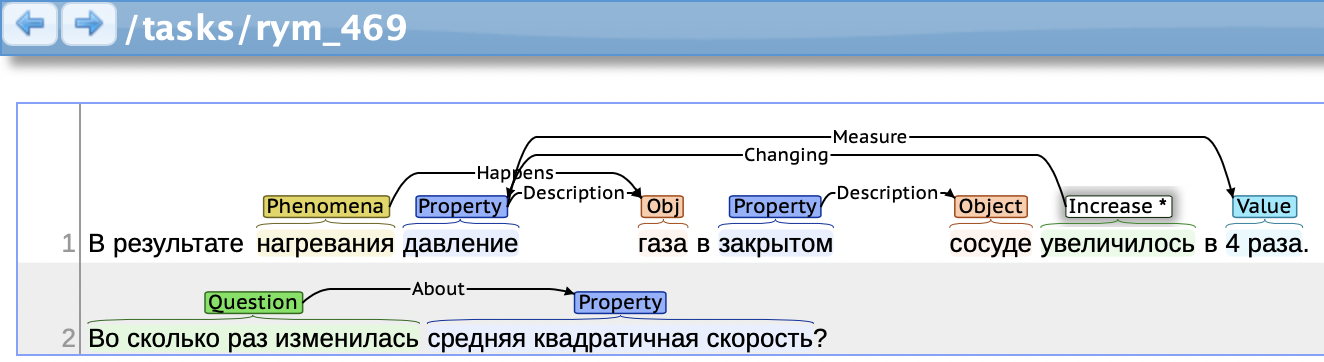 /tasks/rym_469
Measure
Changing
Happens
Description Description
Phenomena Property Obj Property Object Increase * Value
1 В результате нагревания давление газа в закрытом сосуде увеличилось в 4 раза.
About
Question Property
2 Во сколько раз изменилась средняя квадратичная скорость?